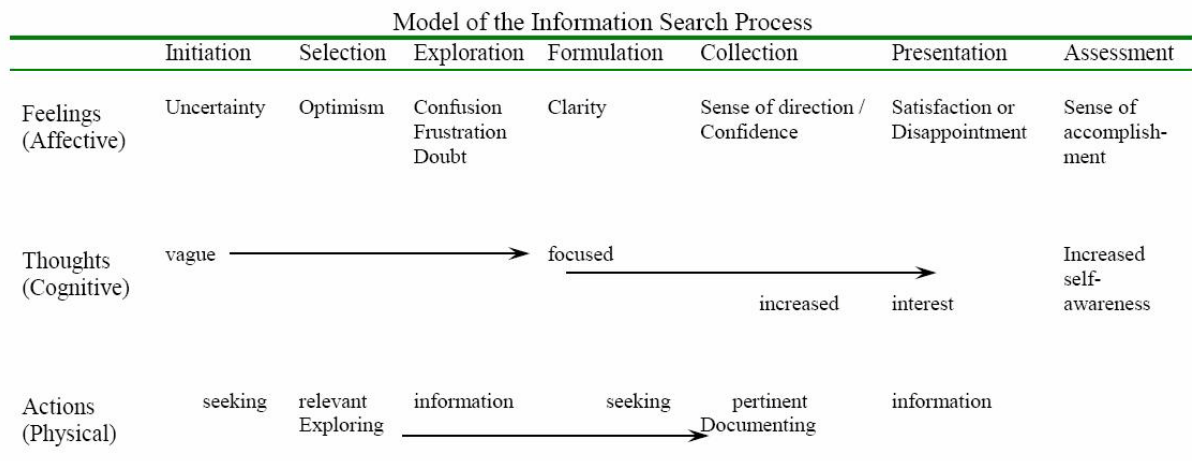 Model of the Information Search Process
Initiation Selection Exploration Formulation Collection Presentation Assessment
Feelings
(Affective)
Uncertainty
Optimism
Confusion
Frustration
Doubt
Clarity
Sense of direction /
Confidence
Satisfaction or
Disappointment
Sense of
accomplish-
ment
Thoughts
(Cognitive)
vague
focused
increased interest
Increased
self-
awareness
Actions
(Physical)
seeking relevant information seeking pertinent information
Exploring Documenting